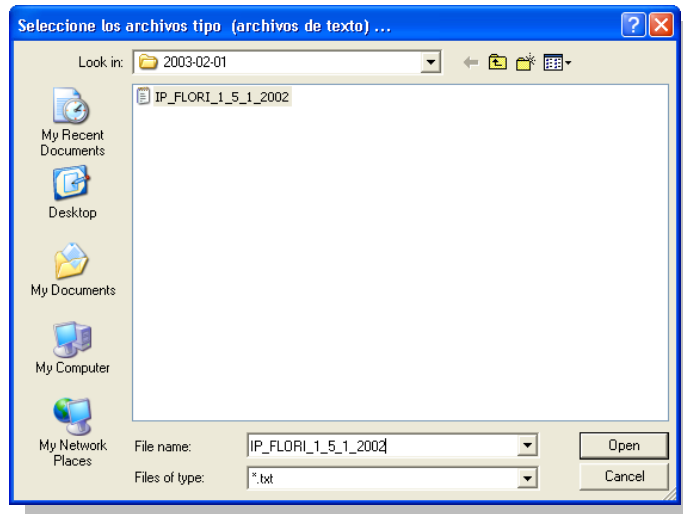 Seleccione los archivos tipo (archivos de texto) ...
Look in:
2003-02-01
IP_FLORI_1_5_1_2002
My Recent
Documents
Desktop
My Documents
My Computer
My Network
Places
File name:
IP_FLORI_1_5_1_2002
Open
Files of type:
*.txt
Cancel